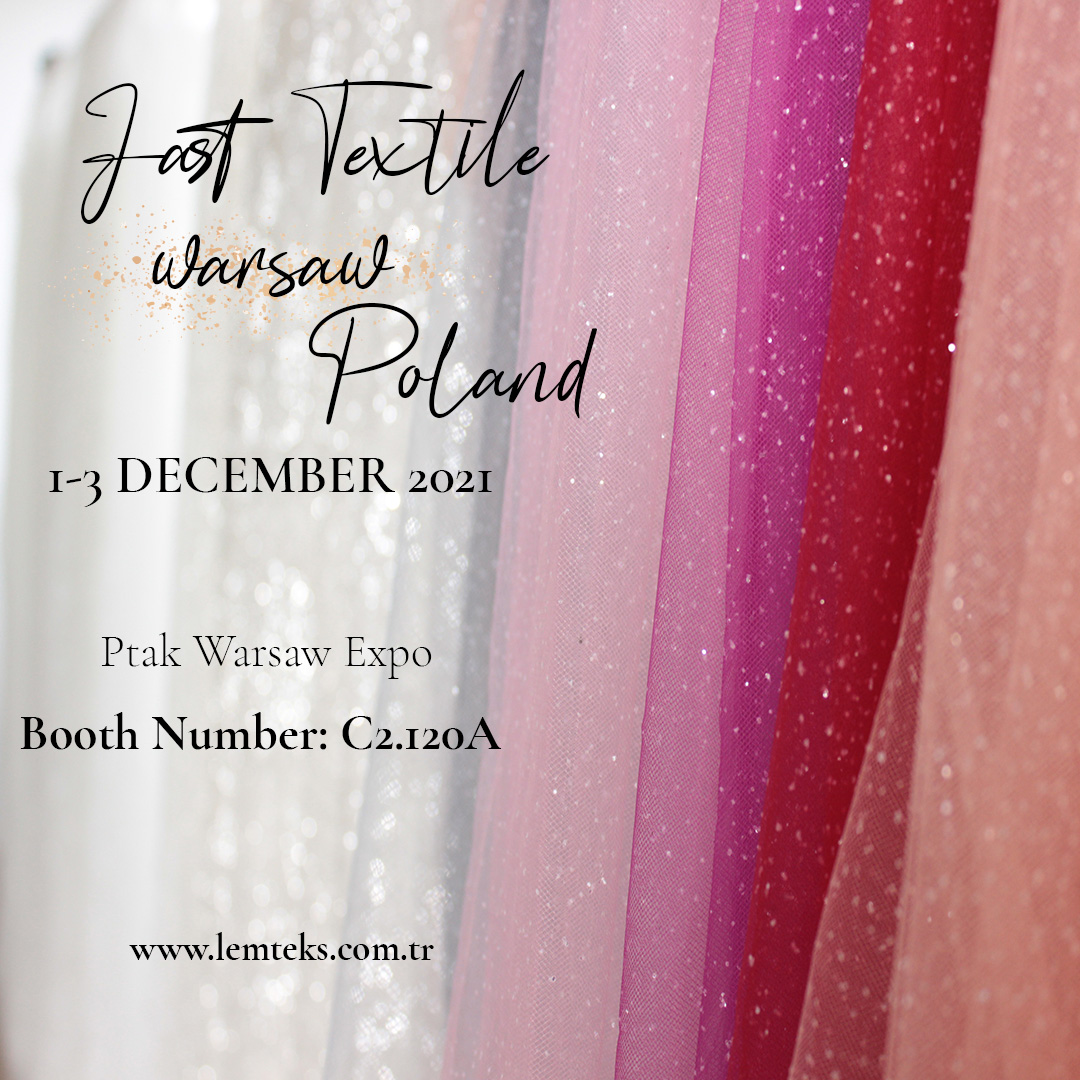 Fast Textile
warsaw
Poland
1-3 DECEMBER 2021
Ptak Warsaw Expo
Booth Number: C2.120A
www.lemteks.com.tr